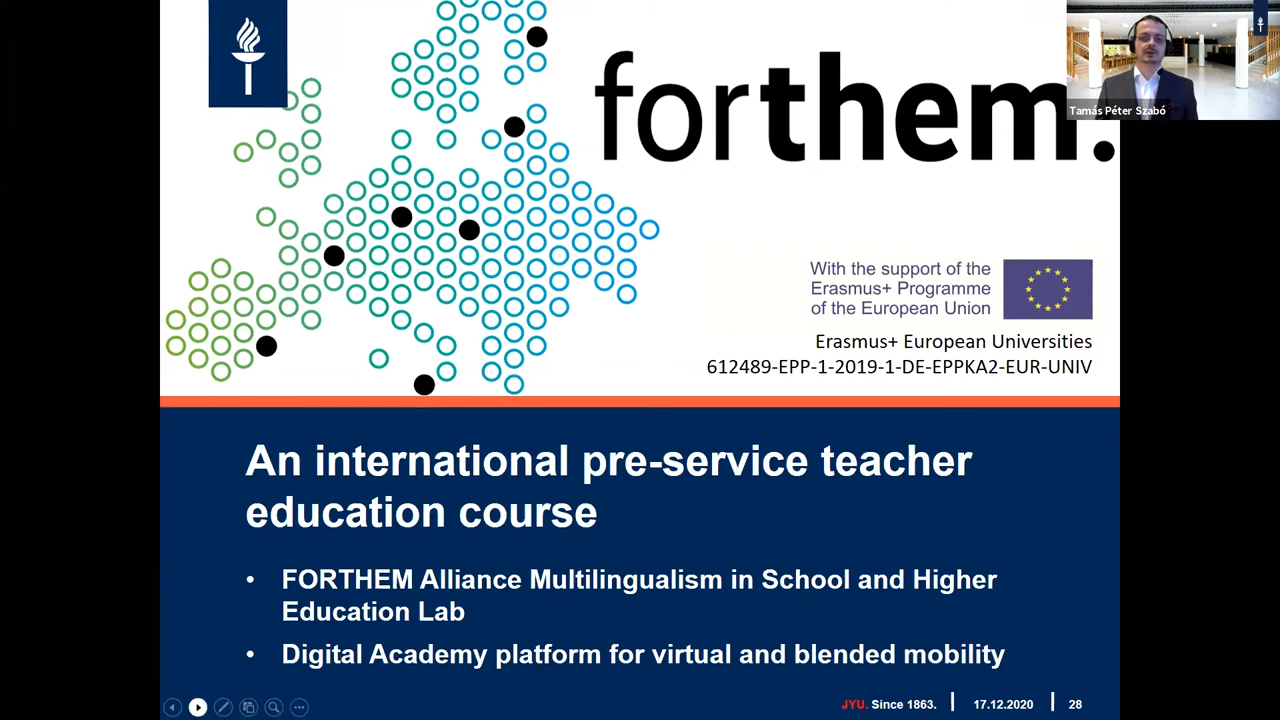 forthem.
Tamás Péter Szabó
With the support of the
Erasmus+ Programme
of the European Union
Erasmus+ European Universities
612489-EPP-1-2019-1-DE-EPPKA2-EUR-UNIV
An international pre-service teacher
education course
• FORTHEM Alliance Multilingualism in School and Higher
Education Lab
• Digital Academy platform for virtual and blended mobility
JYU. Since 1863. | 17.12.2020 | 28